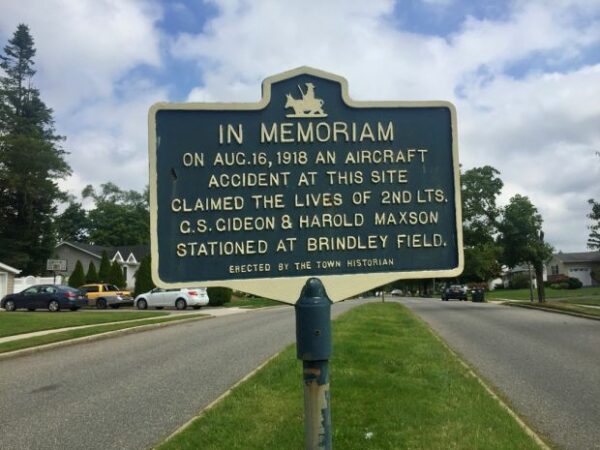 IN MEMORIAM
ON AUG.16, 1918 AN AIRCRAFT
ACCIDENT AT THIS SITE
CLAIMED THE LIVES OF 2ND LTS.
G.S. GIDEON & HAROLD MAXSON
STATIONED AT BRINDLEY FIELD.
ERECTED BY THE TOWN HISTORIAN